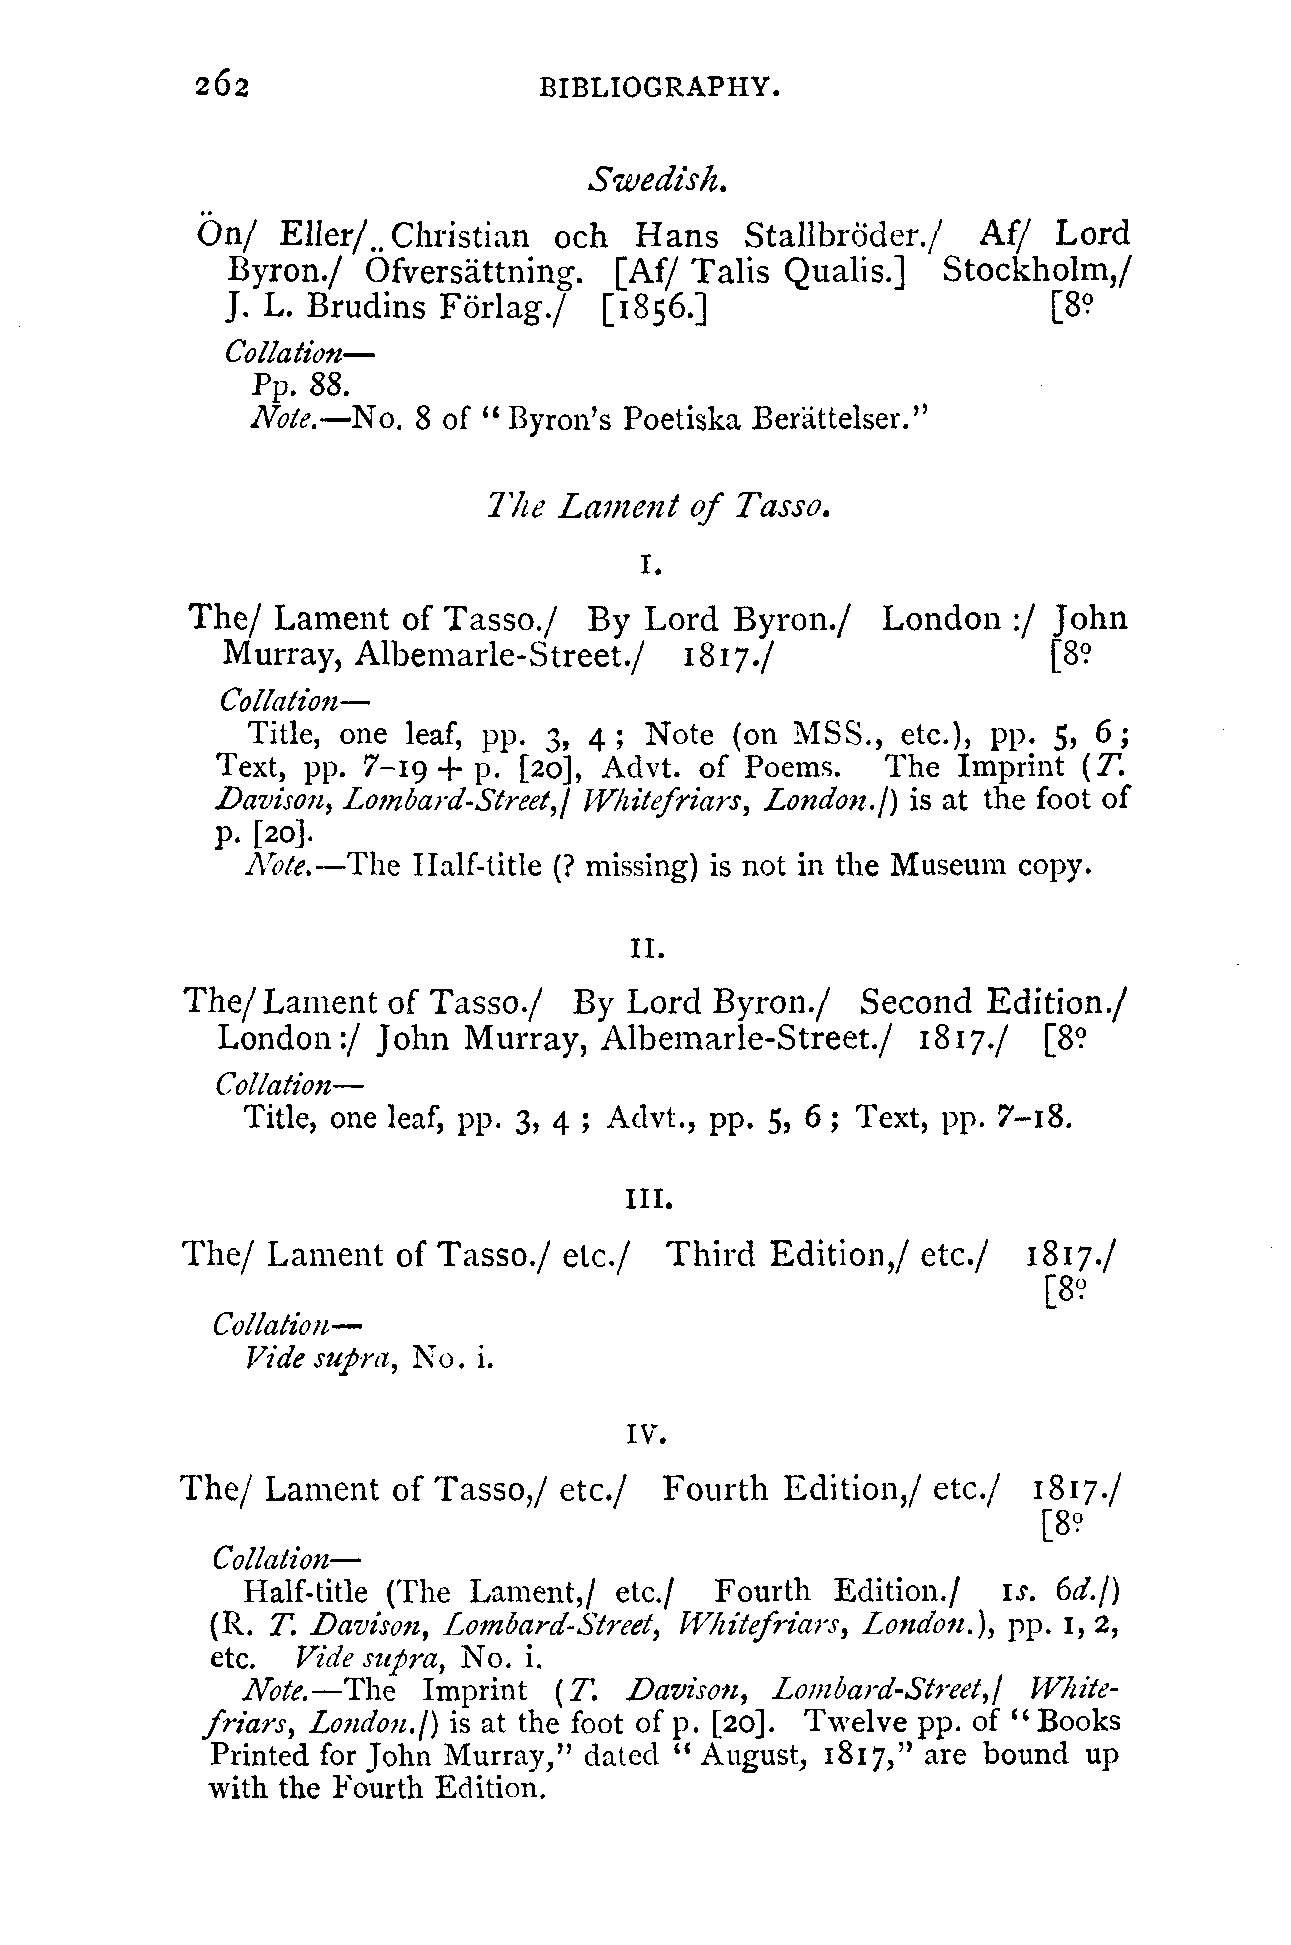 262 BIBLIOGRAPHY.
Swedish.
Ön/ Eller/ Christian och Hans Stallbröder./ Af/ Lord
Byron./ Öfversättning. [Af/ Talis Qualis.] Stockholm,/
J. L. Brudins Förlag./ [1856.] [8º
Collation—
Pp. 88.
Note.—No. 8 of “Byron's Poetiska Berättelser.”
The Lament of Tasso.
I.
The/ Lament of Tasso./ By Lord Byron./ London :/ John
Murray, Albemarle-Street./ 1817./ [8º
Collation—
Title, one leaf, pp. 3, 4 ; Note (on MSS., etc.), pp. 5, 6 ;
Text, pp. 7–19 + p. [20], Advt. of Poems. The Imprint (T.
Davison, Lombard-Street,/ Whitefriars, London./) is at the foot of
p. [20].
Note.—The Half-title (? missing) is not in the Museum copy.
II.
The/ Lament of Tasso./ By Lord Byron./ Second Edition./
London :/ John Murray, Albemarle-Street./ 1817./ [8º
Collation—
Title, one leaf, pp. 3, 4 ; Advt., pp. 5, 6 ; Text, pp. 7–18.
III.
The/ Lament of Tasso./ etc./ Third Edition,/ etc./ 1817./
[8º
Collation—
Vide supra, No. i.
IV.
The/ Lament of Tasso,/ etc./ Fourth Edition,/ etc./ 1817./
[8º
Collation—
Half-title (The Lament,/ etc./ Fourth Edition./ 1s. 6d./)
(R. T. Davison, Lombard-Street, Whitefriars, London.), pp. 1, 2,
etc. Vide supra, No. i.
Note.—The Imprint (T. Davison, Lombard-Street,/ White-
friars, London./) is at the foot of p. [20]. Twelve pp. of “Books
Printed for John Murray,” dated “August, 1817,” are bound up
with the Fourth Edition.